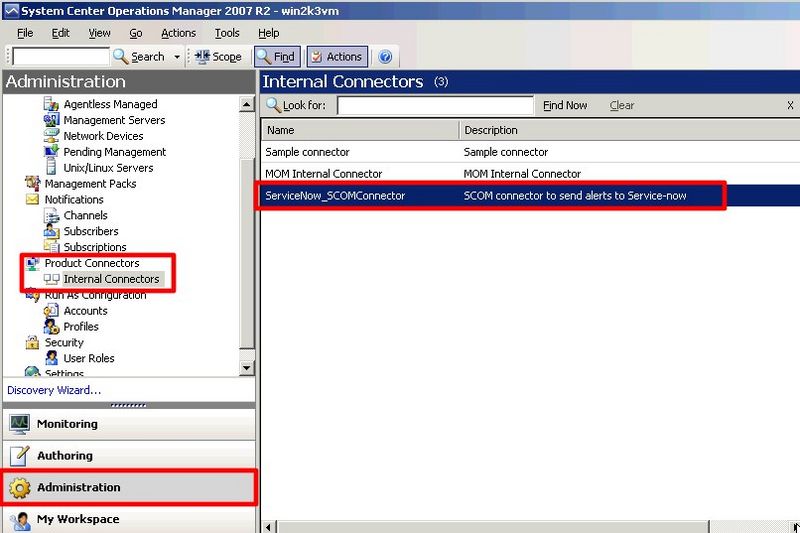 System Center Operations Manager 2007 R2 - win2k3vm
File Edit View Go Actions Tools Help
Search Scope Find Actions
Administration
Agentless Managed
Management Servers
Network Devices
Pending Management
Unix/Linux Servers
Management Packs
Notifications
Channels
Subscribers
Subscriptions
Product Connectors
Internal Connectors
Run As Configuration
Accounts
Profiles
Security
User Roles
Settings
Discovery Wizard...
Monitoring
Authoring
Administration
My Workspace
Internal Connectors (3)
Look for: Find Now Clear X
Name Description
Sample connector Sample connector
MOM Internal Connector MOM Internal Connector
ServiceNow_SCOMConnector SCOM connector to send alerts to Service-now